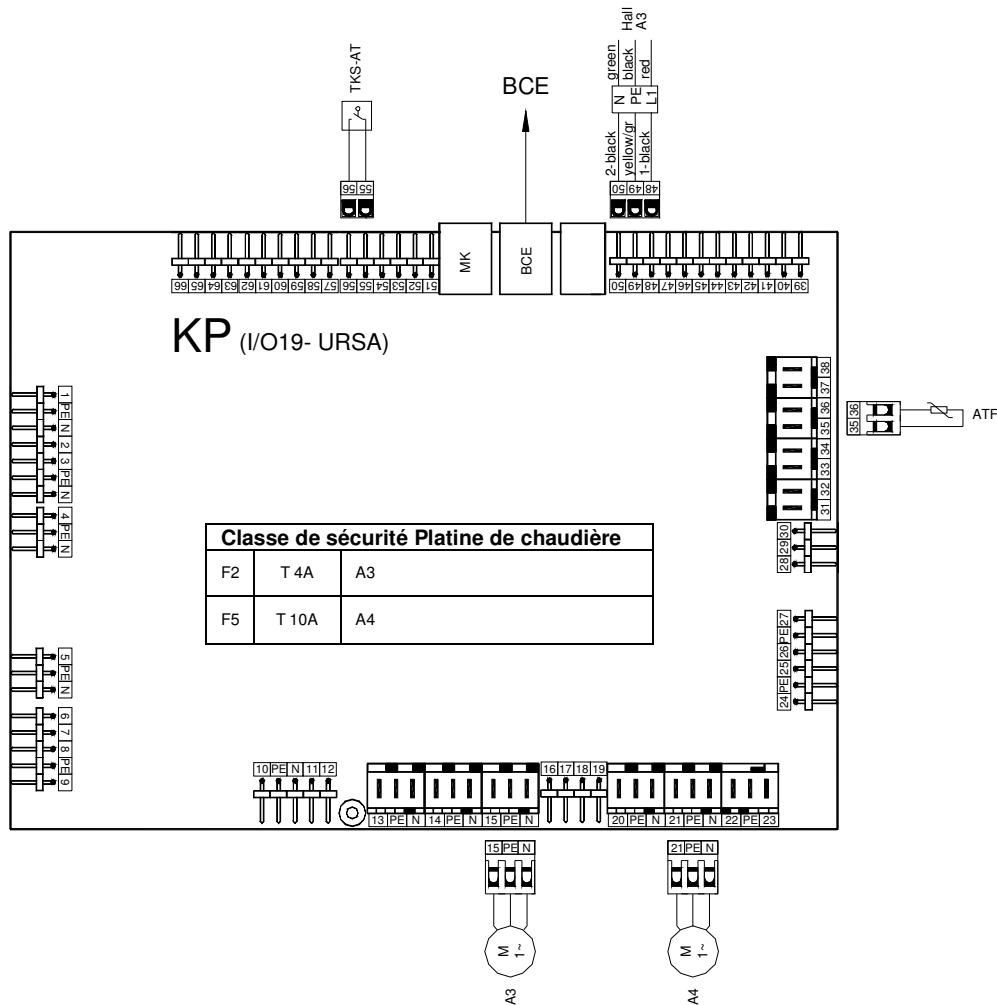 TKS-AT
56 55
BCE
Hall
A3
green
black
red
N
PE
L1
2-black
yellow/gr
1-black
50 49 48
MK
BCE
66 65 64 63 62 61 60 59 58 57 56 55 54 53 52 51
50 49 48 47 46 45 44 43 42 41 40 39
KP (I/O19- URSA)
1 PE N 2 3 PE N
4 PE N
5 PE N
6 7 8 PE 9
38 37 36 35 34 33 32 31
35 36
ATF
28 29 30
24 PE 25 26 PE 27
Classe de sécurité Platine de chaudière
F2 T 4A A3
F5 T 10A A4
10 PE N 11 12
16 17 18 19
13 PE N 14 PE N 15 PE N
20 PE N 21 PE N 22 PE 23
15 PE N
21 PE N
M
1~
M
1~
A3
A4